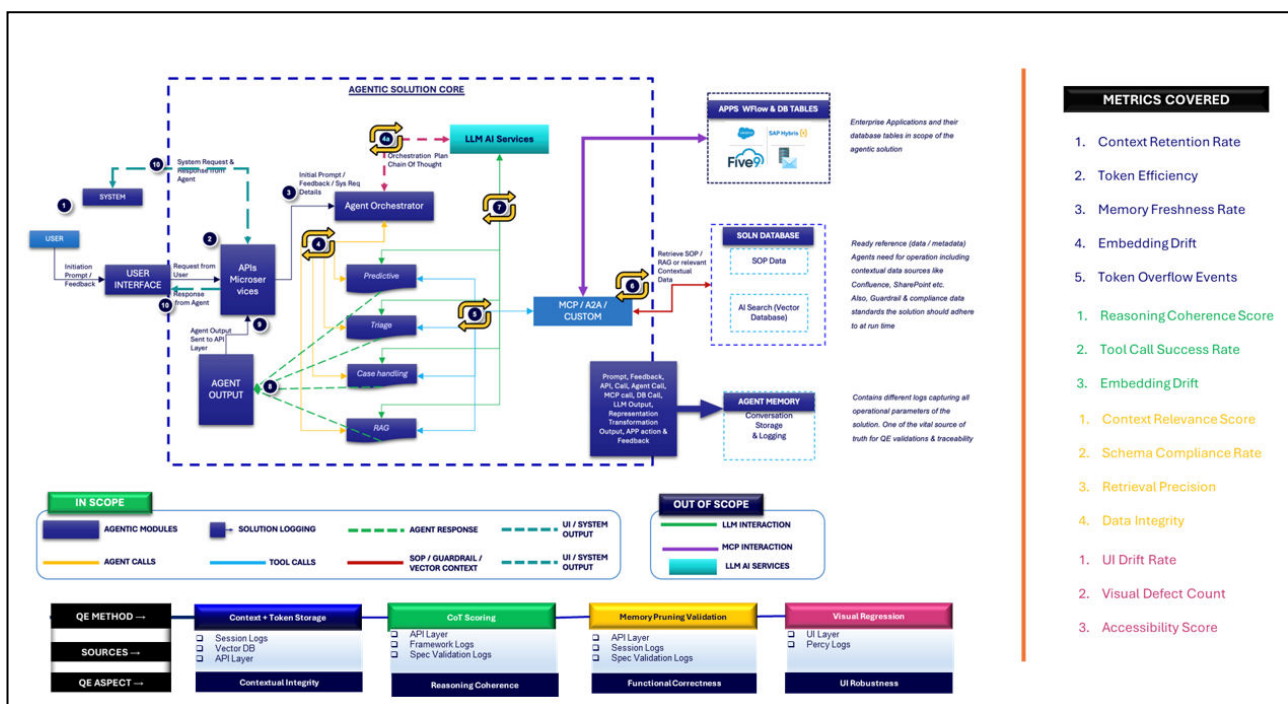 AGENTIC SOLUTION CORE
4a
LLM AI Services
Orchestration Plan
Chain Of Thought
10
System Request &
Response from
Agent
SYSTEM
1
USER
Initiation
Prompt /
Feedback
USER
INTERFACE
Request from
User
Response
from Agent
10
2
APIs
Microser
vices
3
Initial Prompt /
Feedback / Sys Req
Details
Agent Orchestrator
7
4
Predictive
Triage
Case handling
RAG
5
9
Agent Output
Sent to API
Layer
AGENT
OUTPUT
8
MCP / A2A /
CUSTOM
6
Retrieve SOP /
RAG or relevant
Contextual
Data
Prompt, Feedback,
API, Call, Agent Call,
MCP call, DB Call,
LLM Output,
Representation
Transformation
Output, APP action &
Feedback
APPS WFlow & DB TABLES
SAP Hybris
Five9
Enterprise Applications and their
database tables in scope of the
agentic solution
SOLN DATABASE
SOP Data
AI Search (Vector
Database)
Ready reference (data / metadata)
Agents need for operation including
contextual data sources like
Confluence, SharePoint etc.
Also, Guardrail & compliance data
standards the solution should adhere
to at run time
AGENT MEMORY
Conversation
Storage
& Logging
Contains different logs capturing all
operational parameters of the
solution. One of the vital source of
truth for QE validations & traceability
IN SCOPE
AGENTIC MODULES
SOLUTION LOGGING
AGENT RESPONSE
UI / SYSTEM
OUTPUT
AGENT CALLS
TOOL CALLS
SOP / GUARDRAIL /
VECTOR CONTEXT
UI / SYSTEM
OUTPUT
OUT OF SCOPE
LLM INTERACTION
MCP INTERACTION
LLM AI SERVICES
QE METHOD →
SOURCES →
QE ASPECT →
Context + Token Storage
Session Logs
Vector DB
API Layer
Contextual Integrity
CoT Scoring
API Layer
Framework Logs
Spec Validation Logs
Reasoning Coherence
Memory Pruning Validation
API Layer
Session Logs
Spec Validation Logs
Functional Correctness
Visual Regression
UI Layer
Percy Logs
UI Robustness
METRICS COVERED
1. Context Retention Rate
2. Token Efficiency
3. Memory Freshness Rate
4. Embedding Drift
5. Token Overflow Events
1. Reasoning Coherence Score
2. Tool Call Success Rate
3. Embedding Drift
1. Context Relevance Score
2. Schema Compliance Rate
3. Retrieval Precision
4. Data Integrity
1. UI Drift Rate
2. Visual Defect Count
3. Accessibility Score